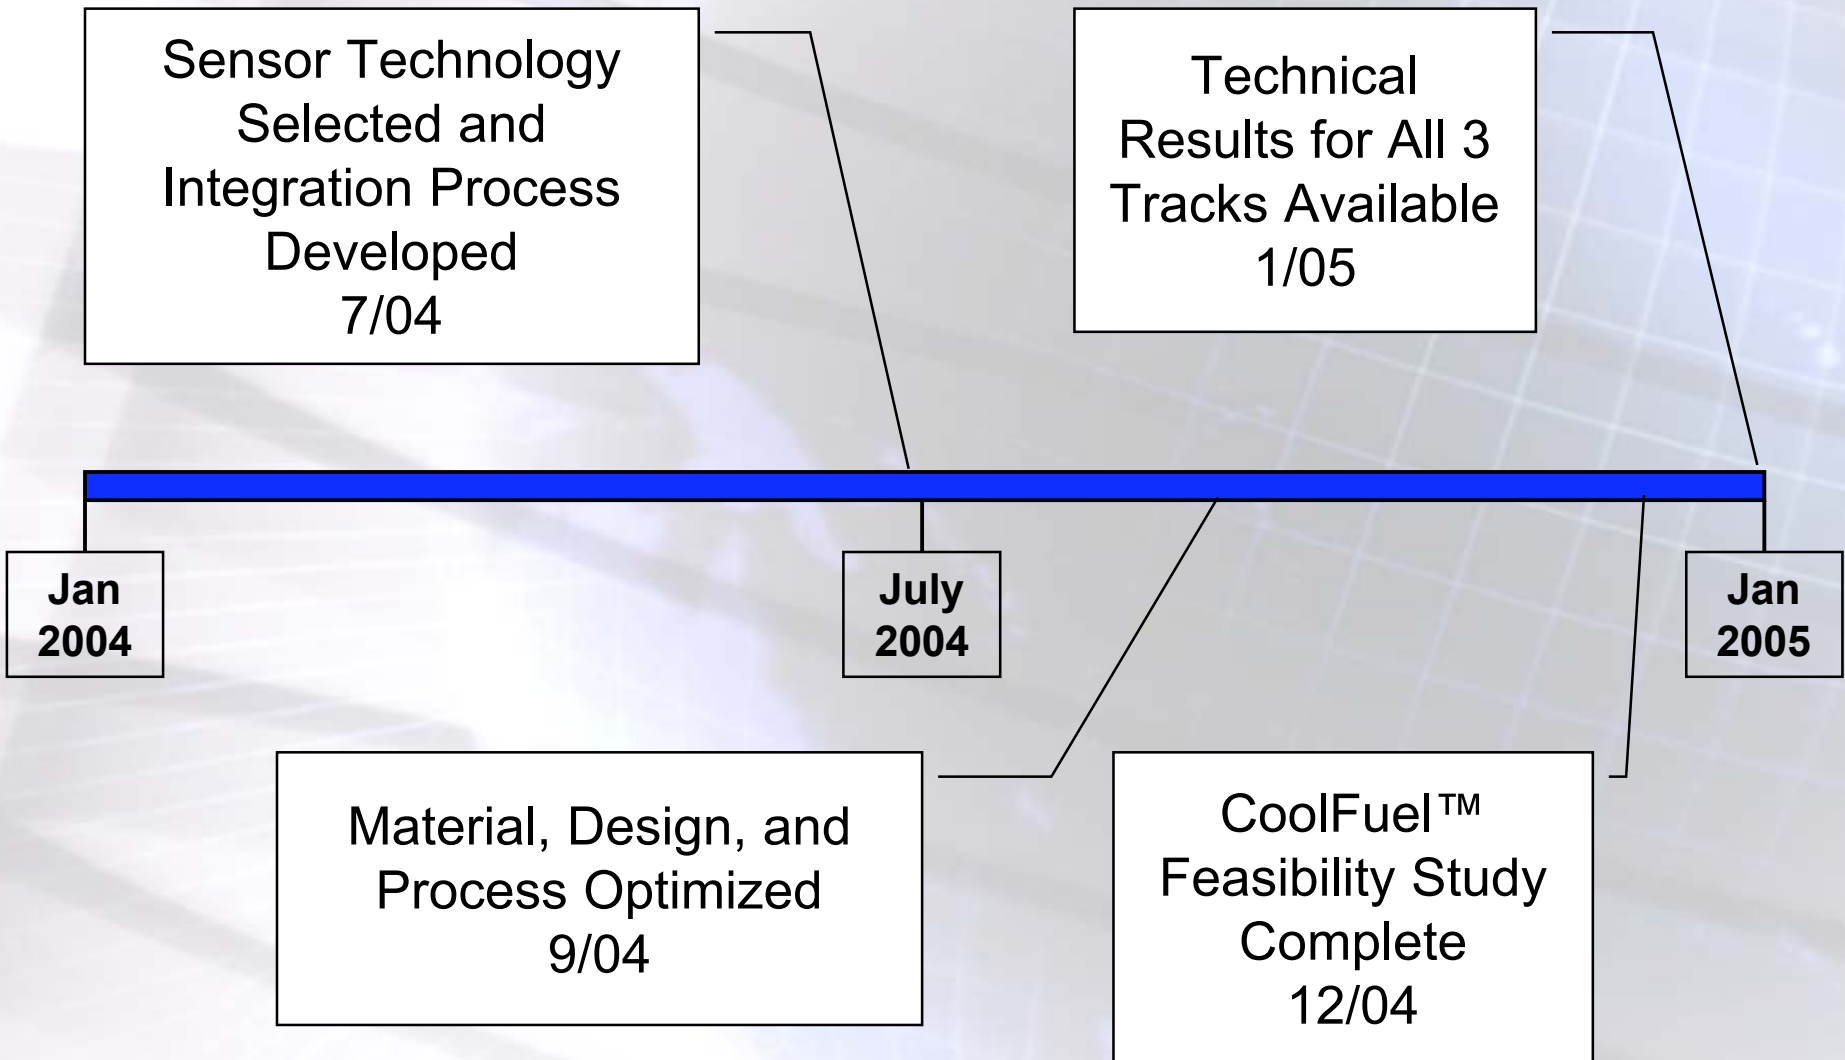 Sensor Technology
Selected and
Integration Process
Developed
7/04
Technical
Results for All 3
Tracks Available
1/05
Jan
2004
July
2004
Jan
2005
Material, Design, and
Process Optimized
9/04
CoolFuel™
Feasibility Study
Complete
12/04